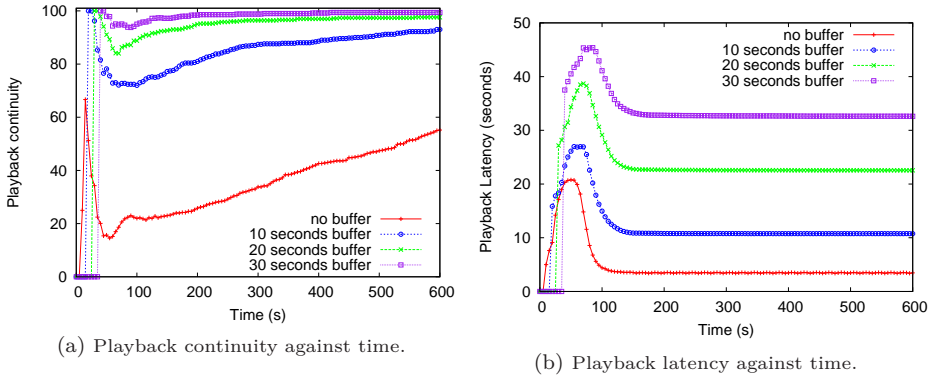 100
80
60
40
20
0
Playback continuity
no buffer
10 seconds buffer
20 seconds buffer
30 seconds buffer
0 100 200 300 400 500 600
Time (s)
(a) Playback continuity against time.
50
40
30
20
10
0
Playback Latency (seconds)
no buffer
10 seconds buffer
20 seconds buffer
30 seconds buffer
0 100 200 300 400 500 600
Time (s)
(b) Playback latency against time.